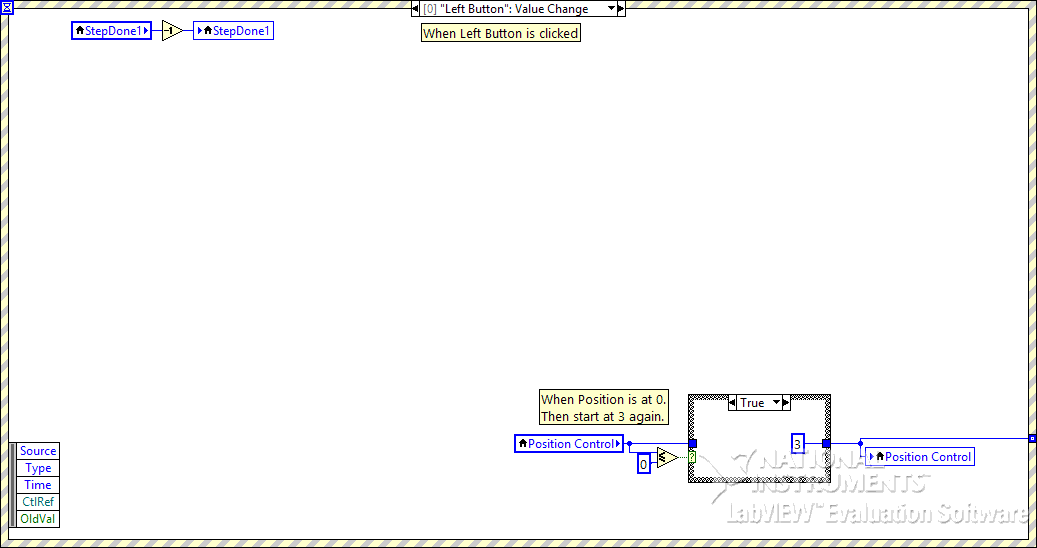 [0] "Left Button": Value Change
StepDone1
-1
StepDone1
When Left Button is clicked
When Position is at 0.
Then start at 3 again.
True
Position Control
0
≤
?
3
Position Control
Source
Type
Time
CtlRef
OldVal
NATIONAL
INSTRUMENTS™
LabVIEW™ Evaluation Software